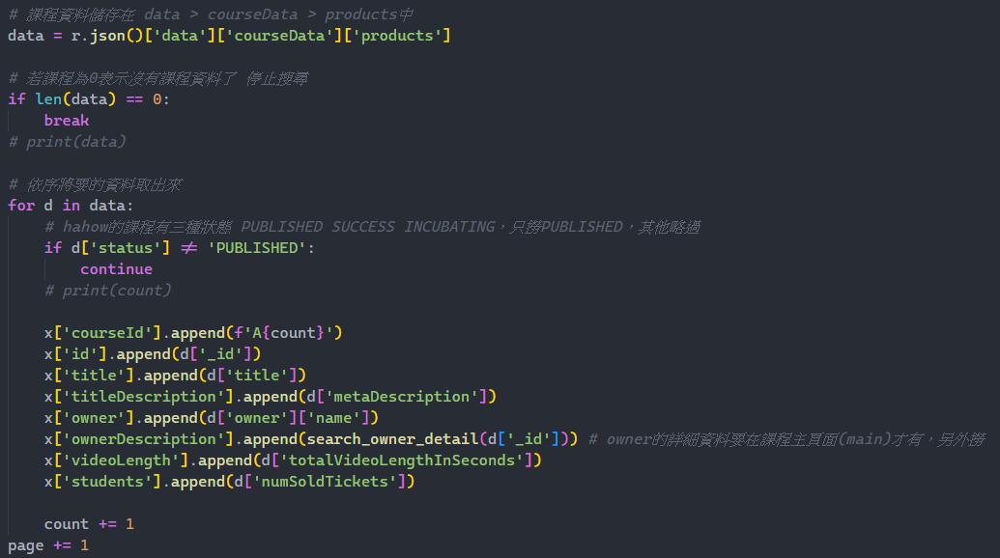 # 課程資料儲存在 data > courseData > products中
data = r.json()['data']['courseData']['products']
# 若課程為0表示沒有課程資料了 停止搜尋
if len(data) == 0:
break
# print(data)
# 依序將要的資料取出來
for d in data:
# hahow的課程有三種狀態 PUBLISHED SUCCESS INCUBATING，只撈PUBLISHED，其他略過
if d['status'] != 'PUBLISHED':
continue
# print(count)
x['courseId'].append(f'A{count}')
x['id'].append(d['_id'])
x['title'].append(d['title'])
x['titleDescription'].append(d['metaDescription'])
x['owner'].append(d['owner']['name'])
x['ownerDescription'].append(search_owner_detail(d['_id'])) # owner的詳細資料要在課程主頁面(main)才有，另外撈
x['videoLength'].append(d['totalVideoLengthInSeconds'])
x['students'].append(d['numSoldTickets'])
count += 1
page += 1